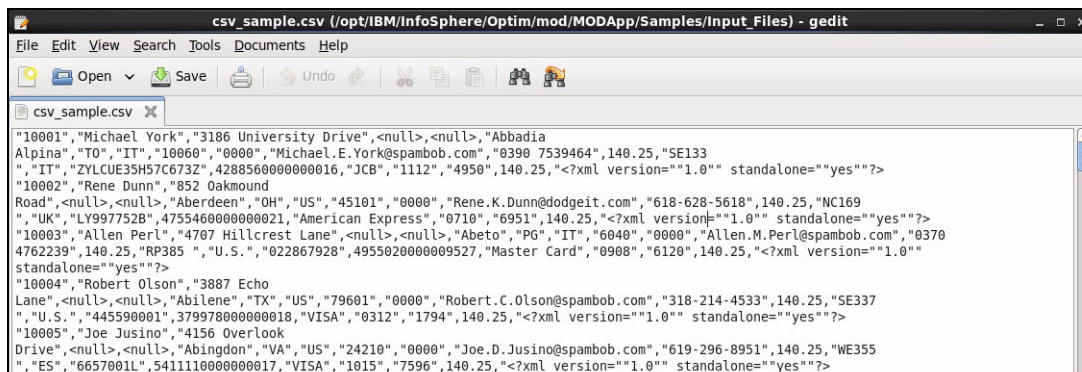 csv_sample.csv (/opt/IBM/InfoSphere/Optim/mod/MODApp/Samples/Input_Files) - gedit
File Edit View Search Tools Documents Help
Open Save Undo
csv_sample.csv
"10001","Michael York","3186 University Drive",<null>,<null>,"Abbadia
Alpina","TO","IT","10060","0000","Michael.E.York@spambob.com","0390 7539464",140.25,"SE133
","IT","ZYLCUE35H57C673Z",4288560000000016,"JCB","1112","4950",140.25,"<?xml version=""1.0"" standalone=""yes""?>
"10002","Rene Dunn","852 Oakmound
Road",<null>,<null>,"Aberdeen","OH","US","45101","0000","Rene.K.Dunn@dodgeit.com","618-628-5618",140.25,"NC169
","UK","LY997752B",4755460000000021,"American Express","0710","6951",140.25,"<?xml version=""1.0"" standalone=""yes""?>
"10003","Allen Perl","4707 Hillcrest Lane",<null>,<null>,"Abeto","PG","IT","6040","0000","Allen.M.Perl@spambob.com","0370
4762239",140.25,"RP385 ","U.S.","022867928",4955020000009527,"Master Card","0908","6120",140.25,"<?xml version=""1.0""
standalone=""yes""?>
"10004","Robert Olson","3887 Echo
Lane",<null>,<null>,"Abilene","TX","US","79601","0000","Robert.C.Olson@spambob.com","318-214-4533",140.25,"SE337
","U.S.","445590001",379978000000018,"VISA","0312","1794",140.25,"<?xml version=""1.0"" standalone=""yes""?>
"10005","Joe Jusino","4156 Overlook
Drive",<null>,<null>,"Abingdon","VA","US","24210","0000","Joe.D.Jusino@spambob.com","619-296-8951",140.25,"WE355
","ES","6657001L",5411110000000017,"VISA","1015","7596",140.25,"<?xml version=""1.0"" standalone=""yes""?>